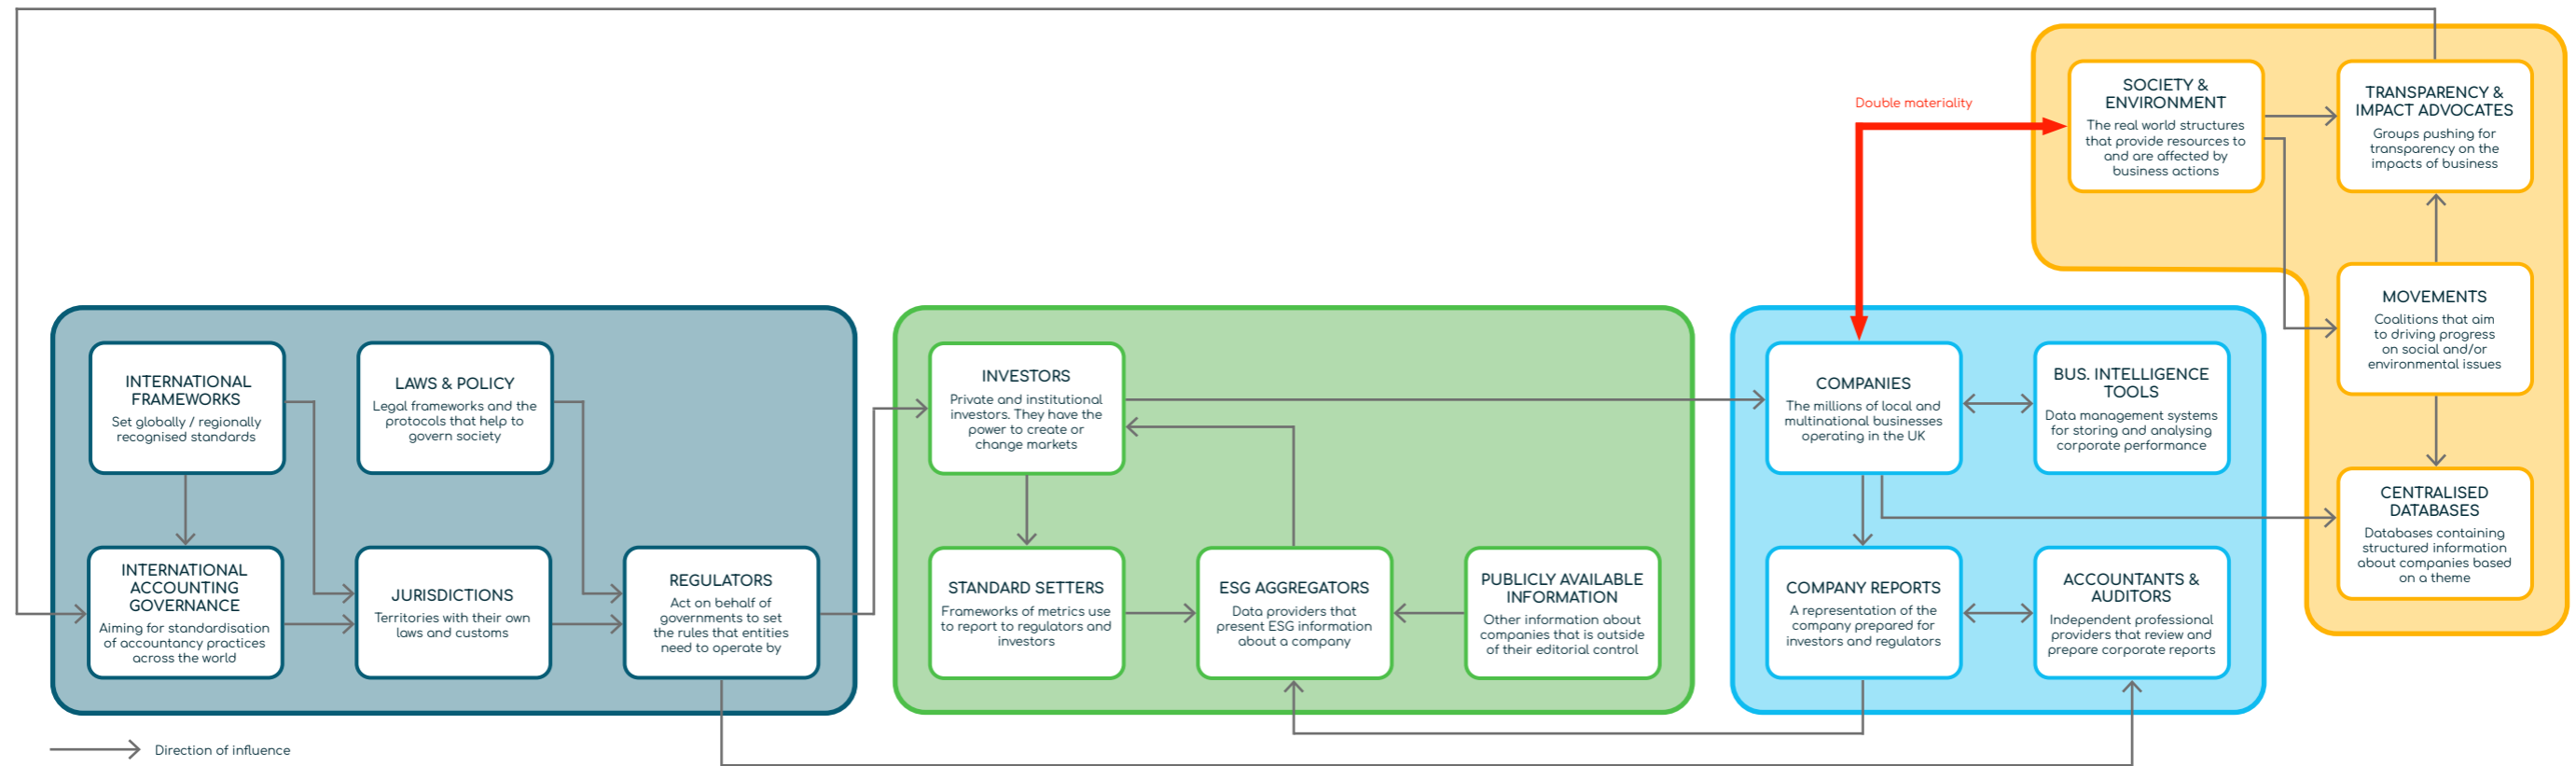 Double materiality
SOCIETY &
ENVIRONMENT
The real world structures
that provide resources to
and are affected by
business actions
TRANSPARENCY &
IMPACT ADVOCATES
Groups pushing for
transparency on the
impacts of business
MOVEMENTS
Coalitions that aim
to driving progress
on social and/or
environmental issues
CENTRALISED
DATABASES
Databases containing
structured information
about companies based
on a theme
INTERNATIONAL
FRAMEWORKS
Set globally / regionally
recognised standards
LAWS & POLICY
Legal frameworks and the
protocols that help to
govern society
INTERNATIONAL
ACCOUNTING
GOVERNANCE
Aiming for standardisation
of accountancy practices
across the world
JURISDICTIONS
Territories with their own
laws and customs
REGULATORS
Act on behalf of
governments to set
the rules that entities
need to operate by
INVESTORS
Private and institutional
investors. They have the
power to create or
change markets
STANDARD SETTERS
Frameworks of metrics use
to report to regulators and
investors
ESG AGGREGATORS
Data providers that
present ESG information
about a company
PUBLICLY AVAILABLE
INFORMATION
Other information about
companies that is outside
of their editorial control
COMPANIES
The millions of local and
multinational businesses
operating in the UK
BUS. INTELLIGENCE
TOOLS
Data management systems
for storing and analysing
corporate performance
COMPANY REPORTS
A representation of the
company prepared for
investors and regulators
ACCOUNTANTS &
AUDITORS
Independent professional
providers that review and
prepare corporate reports
Direction of influence